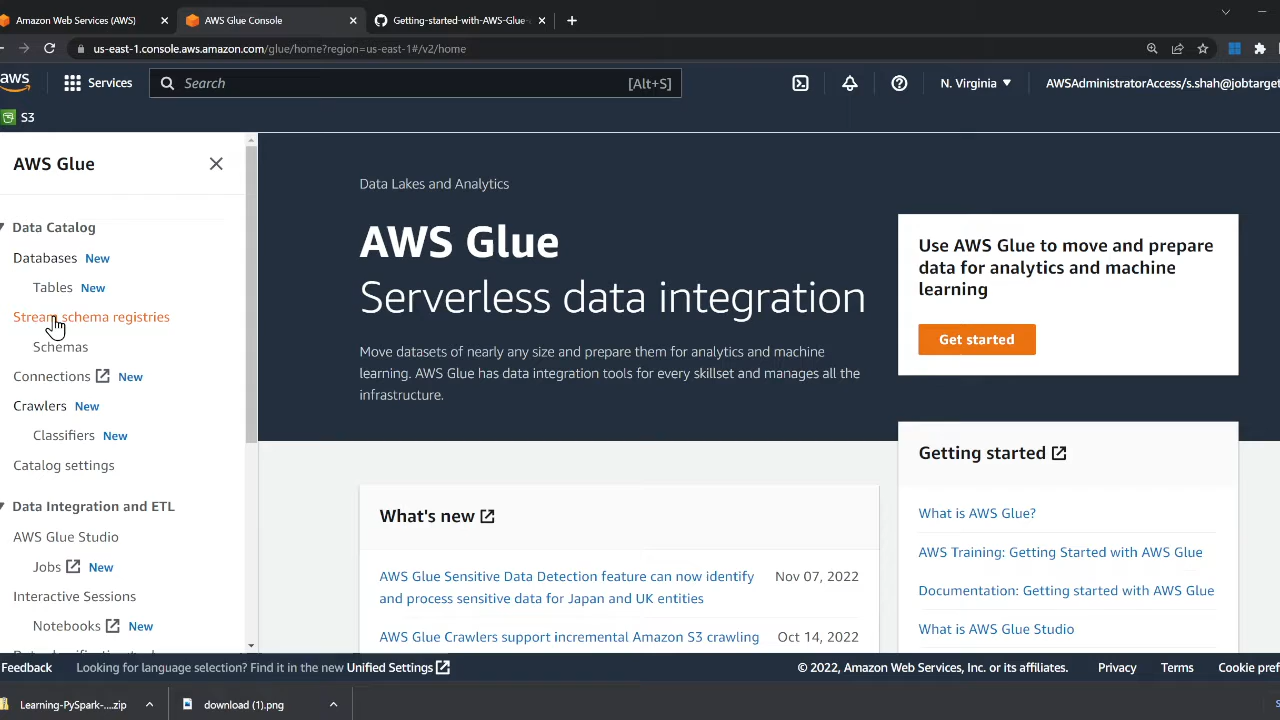 Amazon Web Services (AWS)
AWS Glue Console
Getting-started-with-AWS-Glue-
us-east-1.console.aws.amazon.com/glue/home?region=us-east-1#/v2/home
aws
Services
Search
[Alt+S]
N. Virginia
AWSAdministratorAccess/s.shah@jobtarget
S3
AWS Glue
Data Catalog
Databases New
Tables New
Stream schema registries
Schemas
Connections New
Crawlers New
Classifiers New
Catalog settings
Data Integration and ETL
AWS Glue Studio
Jobs New
Interactive Sessions
Notebooks New
Data Lakes and Analytics
AWS Glue
Serverless data integration
Move datasets of nearly any size and prepare them for analytics and machine
learning. AWS Glue has data integration tools for every skillset and manages all the
infrastructure.
Use AWS Glue to move and prepare
data for analytics and machine
learning
Get started
What's new
AWS Glue Sensitive Data Detection feature can now identify
and process sensitive data for Japan and UK entities
Nov 07, 2022
AWS Glue Crawlers support incremental Amazon S3 crawling
Oct 14, 2022
Getting started
What is AWS Glue?
AWS Training: Getting Started with AWS Glue
Documentation: Getting started with AWS Glue
What is AWS Glue Studio
Feedback
Looking for language selection? Find it in the new Unified Settings
© 2022, Amazon Web Services, Inc. or its affiliates.
Privacy
Terms
Cookie pref
Learning-PySpark-....zip
download (1).png